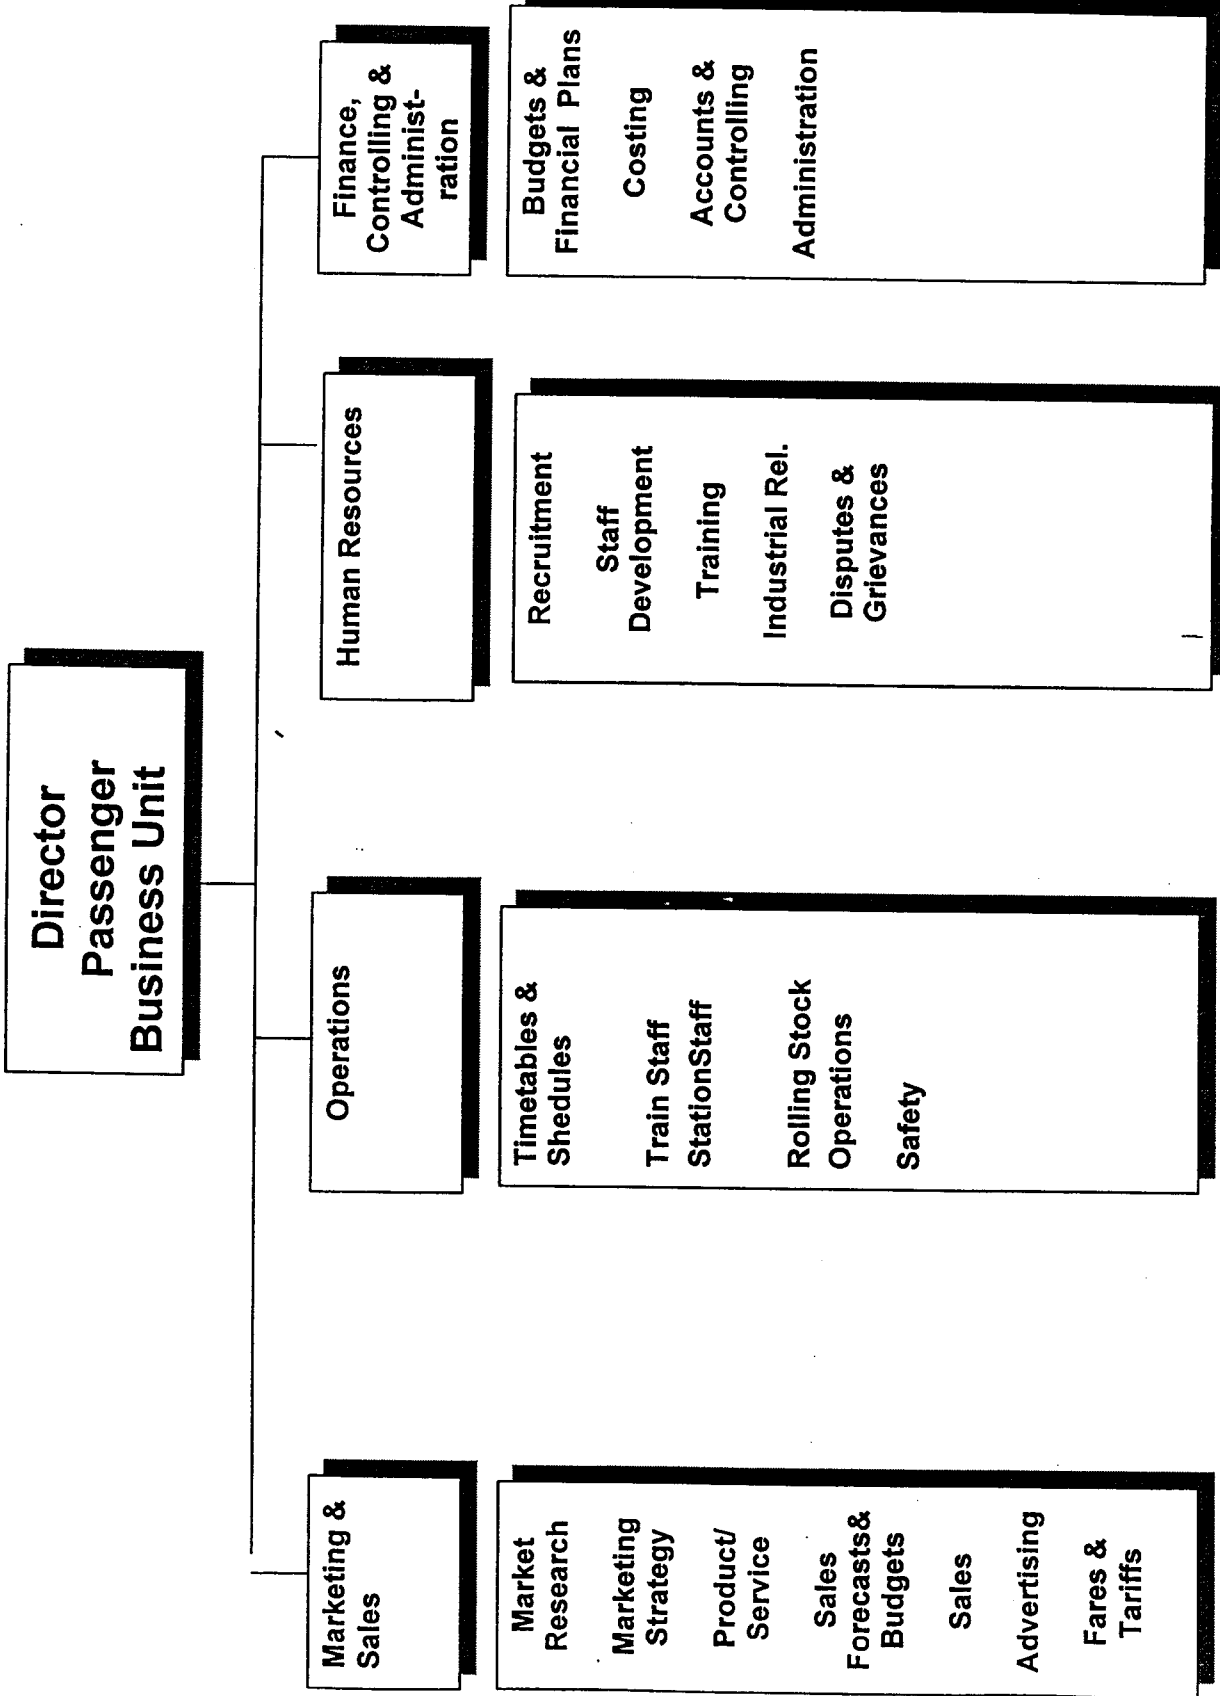 Director
Passenger
Business Unit
Marketing &
Sales
Market
Research
Marketing
Strategy
Product/
Service
Sales
Forecasts&
Budgets
Sales
Advertising
Fares &
Tariffs
Operations
Timetables &
Shedules
Train Staff
StationStaff
Rolling Stock
Operations
Safety
Human Resources
Recruitment
Staff
Development
Training
Industrial Rel.
Disputes &
Grievances
Finance,
Controlling &
Administ-
ration
Budgets &
Financial Plans
Costing
Accounts &
Controlling
Administration